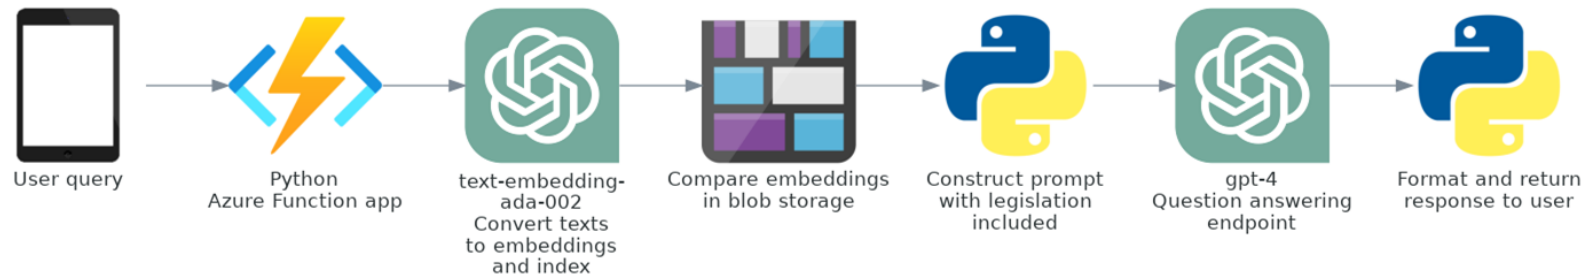 User query
Python
Azure Function app
text-embedding-
ada-002
Convert texts
to embeddings
and index
Compare embeddings
in blob storage
Construct prompt
with legislation
included
gpt-4
Question answering
endpoint
Format and return
response to user